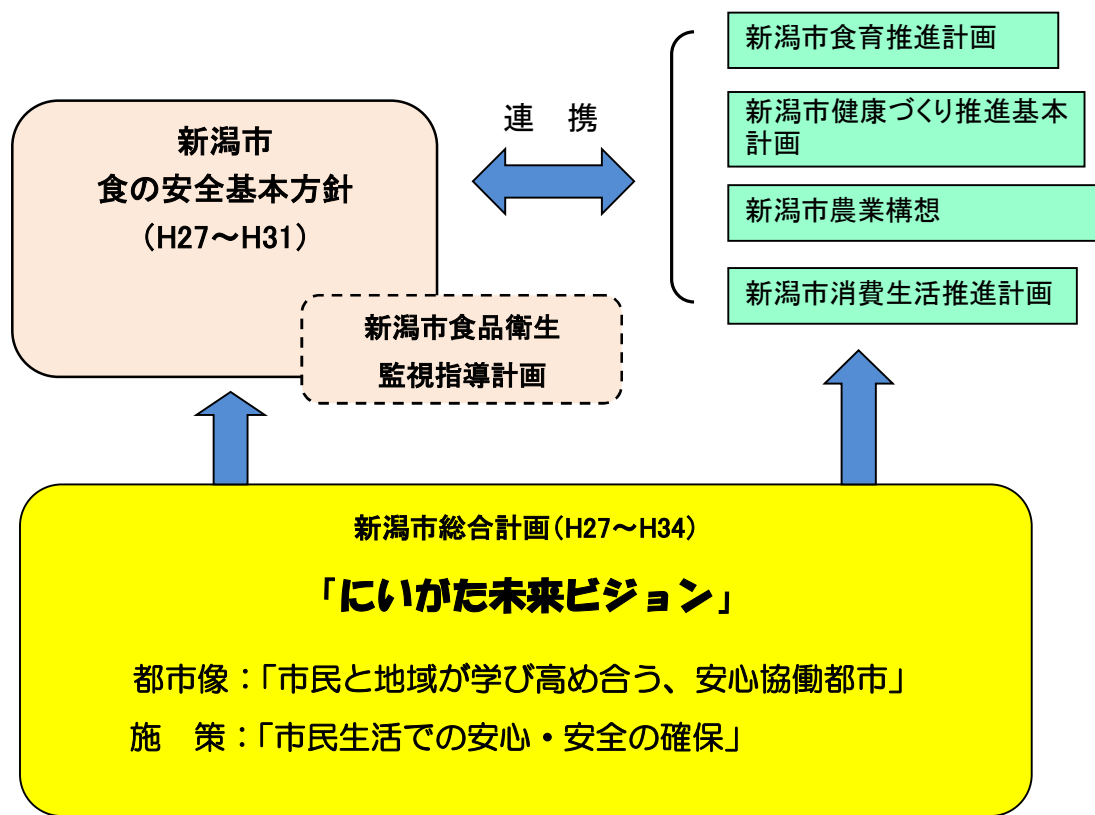 新潟市
食の安全基本方針
（H27～H31）
新潟市食品衛生
監視指導計画
連　携
新潟市食育推進計画
新潟市健康づくり推進基本
計画
新潟市農業構想
新潟市消費生活推進計画
新潟市総合計画（H27～H34）
「にいがた未来ビジョン」
都市像：「市民と地域が学び高め合う、安心協働都市」
施　策：「市民生活での安心・安全の確保」